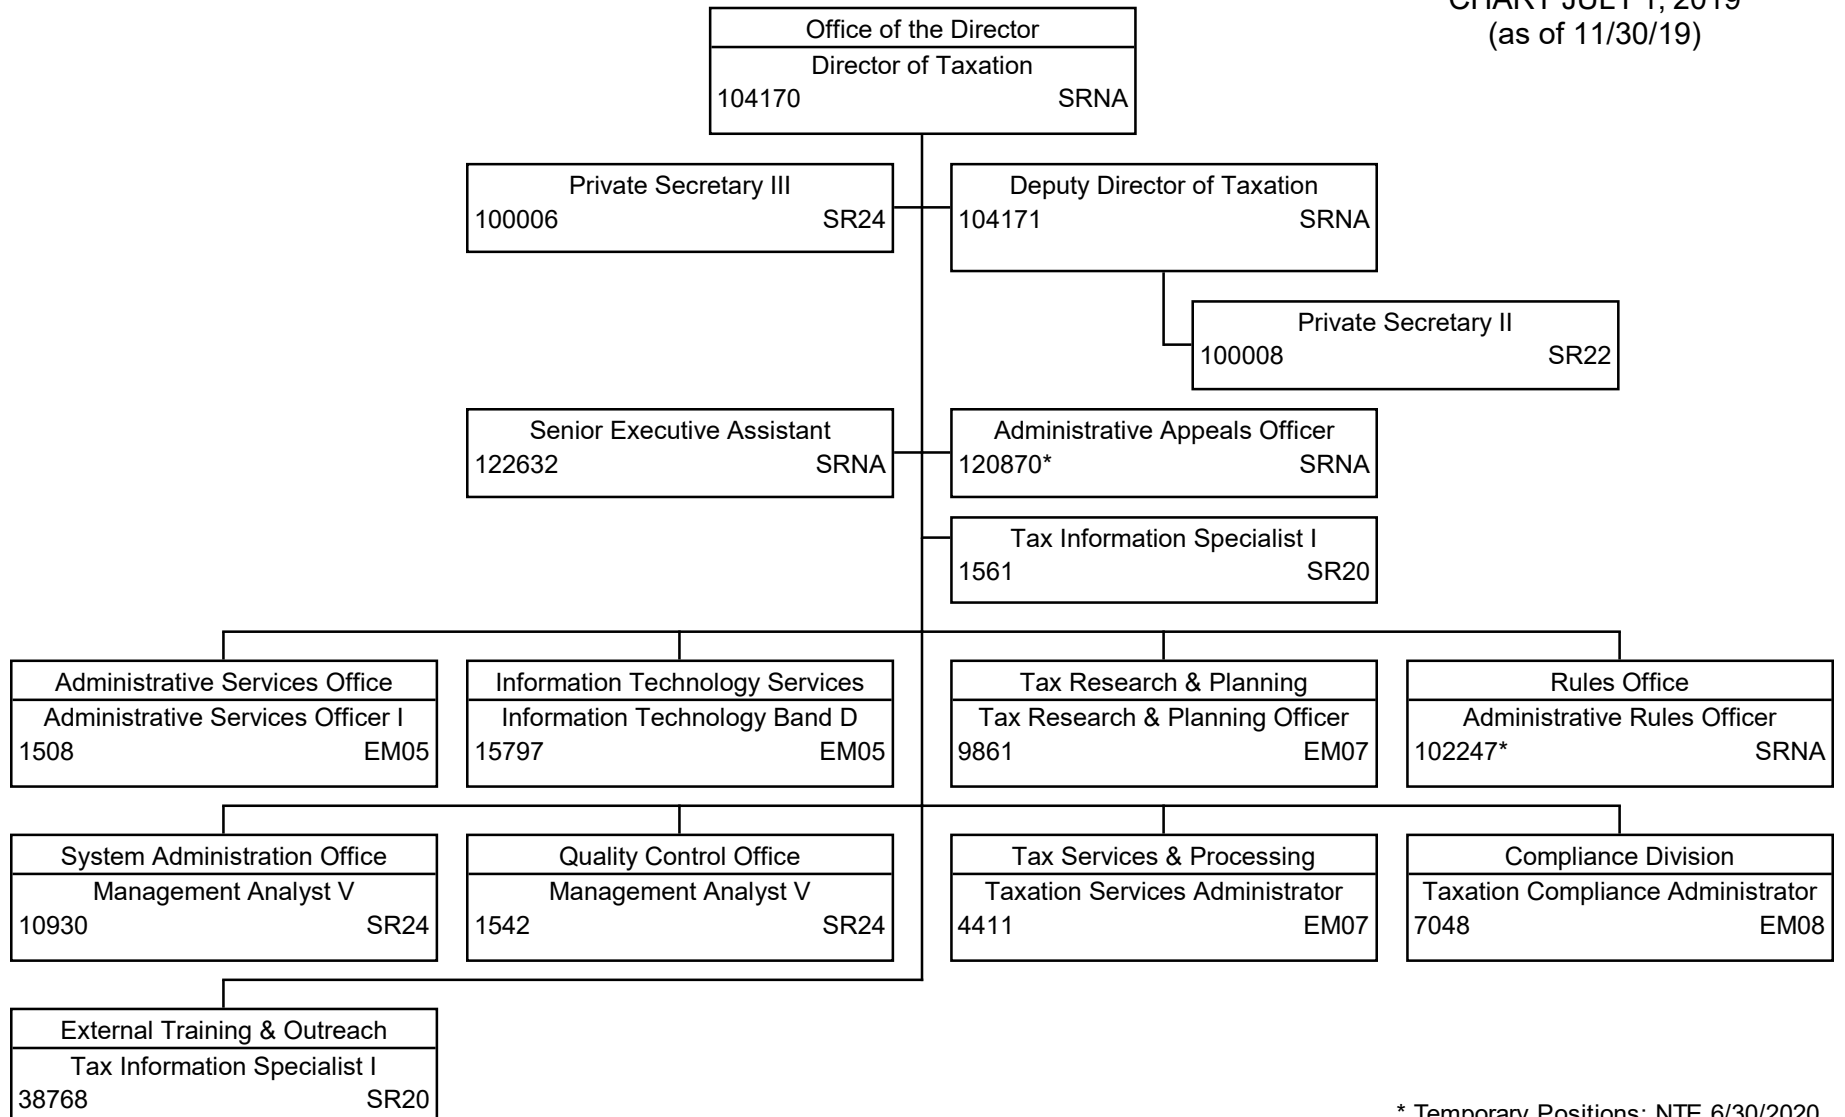 CHART JULY 1, 2019
(as of 11/30/19)
Office of the Director
Director of Taxation
104170 SRNA
Private Secretary III
100006 SR24
Deputy Director of Taxation
104171 SRNA
Private Secretary II
100008 SR22
Senior Executive Assistant
122632 SRNA
Administrative Appeals Officer
120870* SRNA
Tax Information Specialist I
1561 SR20
Administrative Services Office
Administrative Services Officer I
1508 EM05
Information Technology Services
Information Technology Band D
15797 EM05
Tax Research & Planning
Tax Research & Planning Officer
9861 EM07
Rules Office
Administrative Rules Officer
102247* SRNA
System Administration Office
Management Analyst V
10930 SR24
Quality Control Office
Management Analyst V
1542 SR24
Tax Services & Processing
Taxation Services Administrator
4411 EM07
Compliance Division
Taxation Compliance Administrator
7048 EM08
External Training & Outreach
Tax Information Specialist I
38768 SR20
* Temporary Positions: NTE 6/30/2020